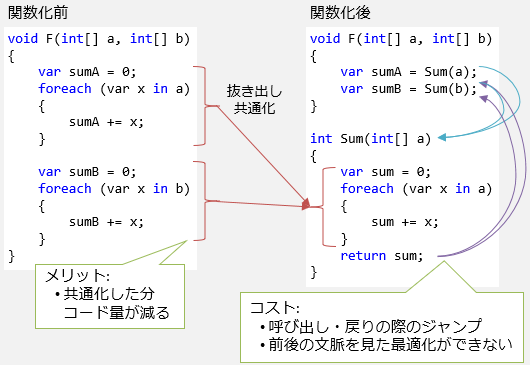 関数化前
void F(int[] a, int[] b)
{
    var sumA = 0;
    foreach (var x in a)
    {
        sumA += x;
    }
    var sumB = 0;
    foreach (var x in b)
    {
        sumB += x;
    }
}
メリット:
•共通化した分
コード量が減る
抜き出し
共通化
関数化後
void F(int[] a, int[] b)
{
    var sumA = Sum(a);
    var sumB = Sum(b);
}
int Sum(int[] a)
{
    var sum = 0;
    foreach (var x in a)
    {
        sum += x;
    }
    return sum;
}
コスト:
•呼び出し・戻りの際のジャンプ
•前後の文脈を見た最適化ができない